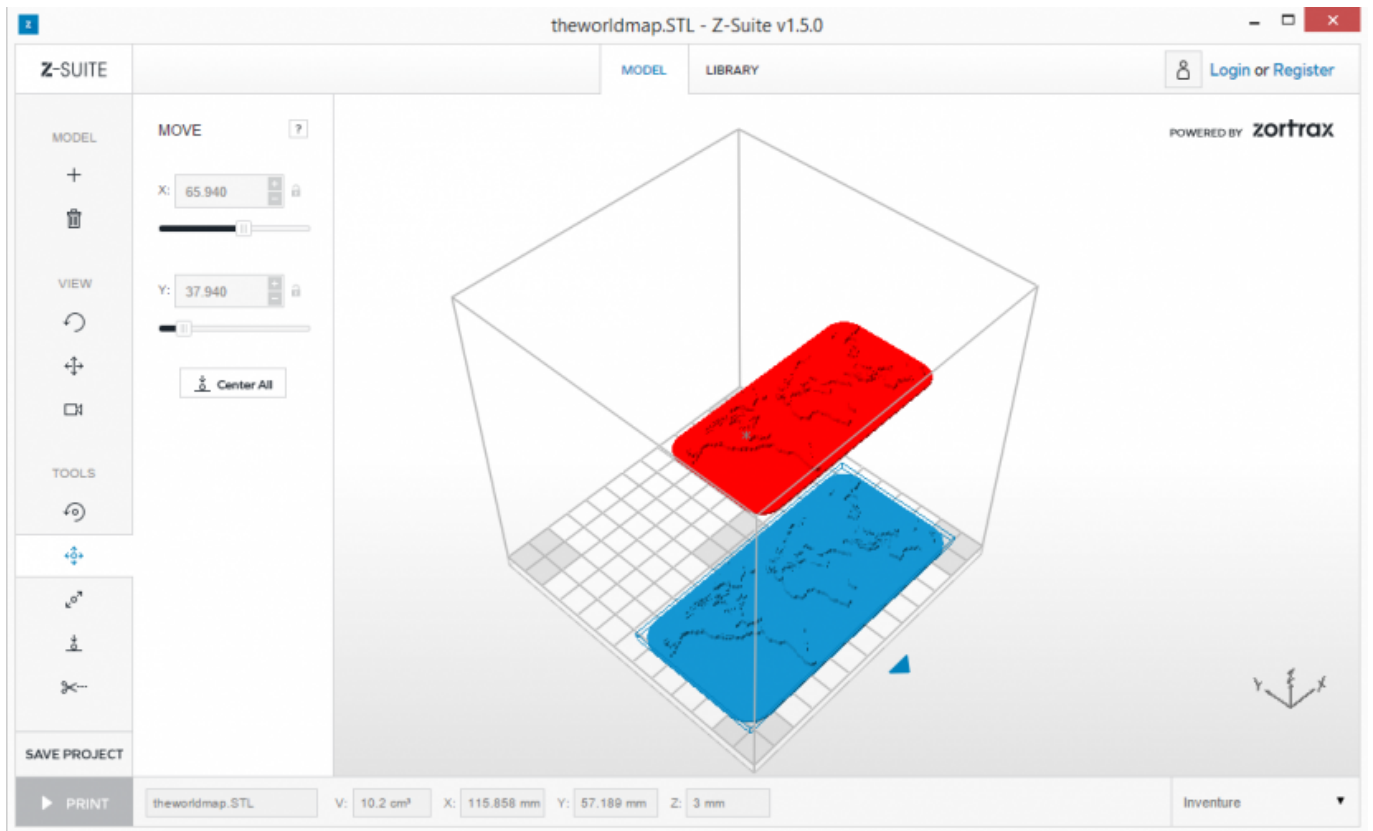 z
theworldmap.STL - Z-Suite v1.5.0
Z-SUITE
MODEL
LIBRARY
Login or Register
MODEL
MOVE
?
POWERED BY zortrax
X: 65.940
VIEW
Y: 37.940
Center All
TOOLS
Y Z X
SAVE PROJECT
PRINT
theworldmap.STL
V: 10.2 cm³
X: 115.858 mm
Y: 57.189 mm
Z: 3 mm
Inventure